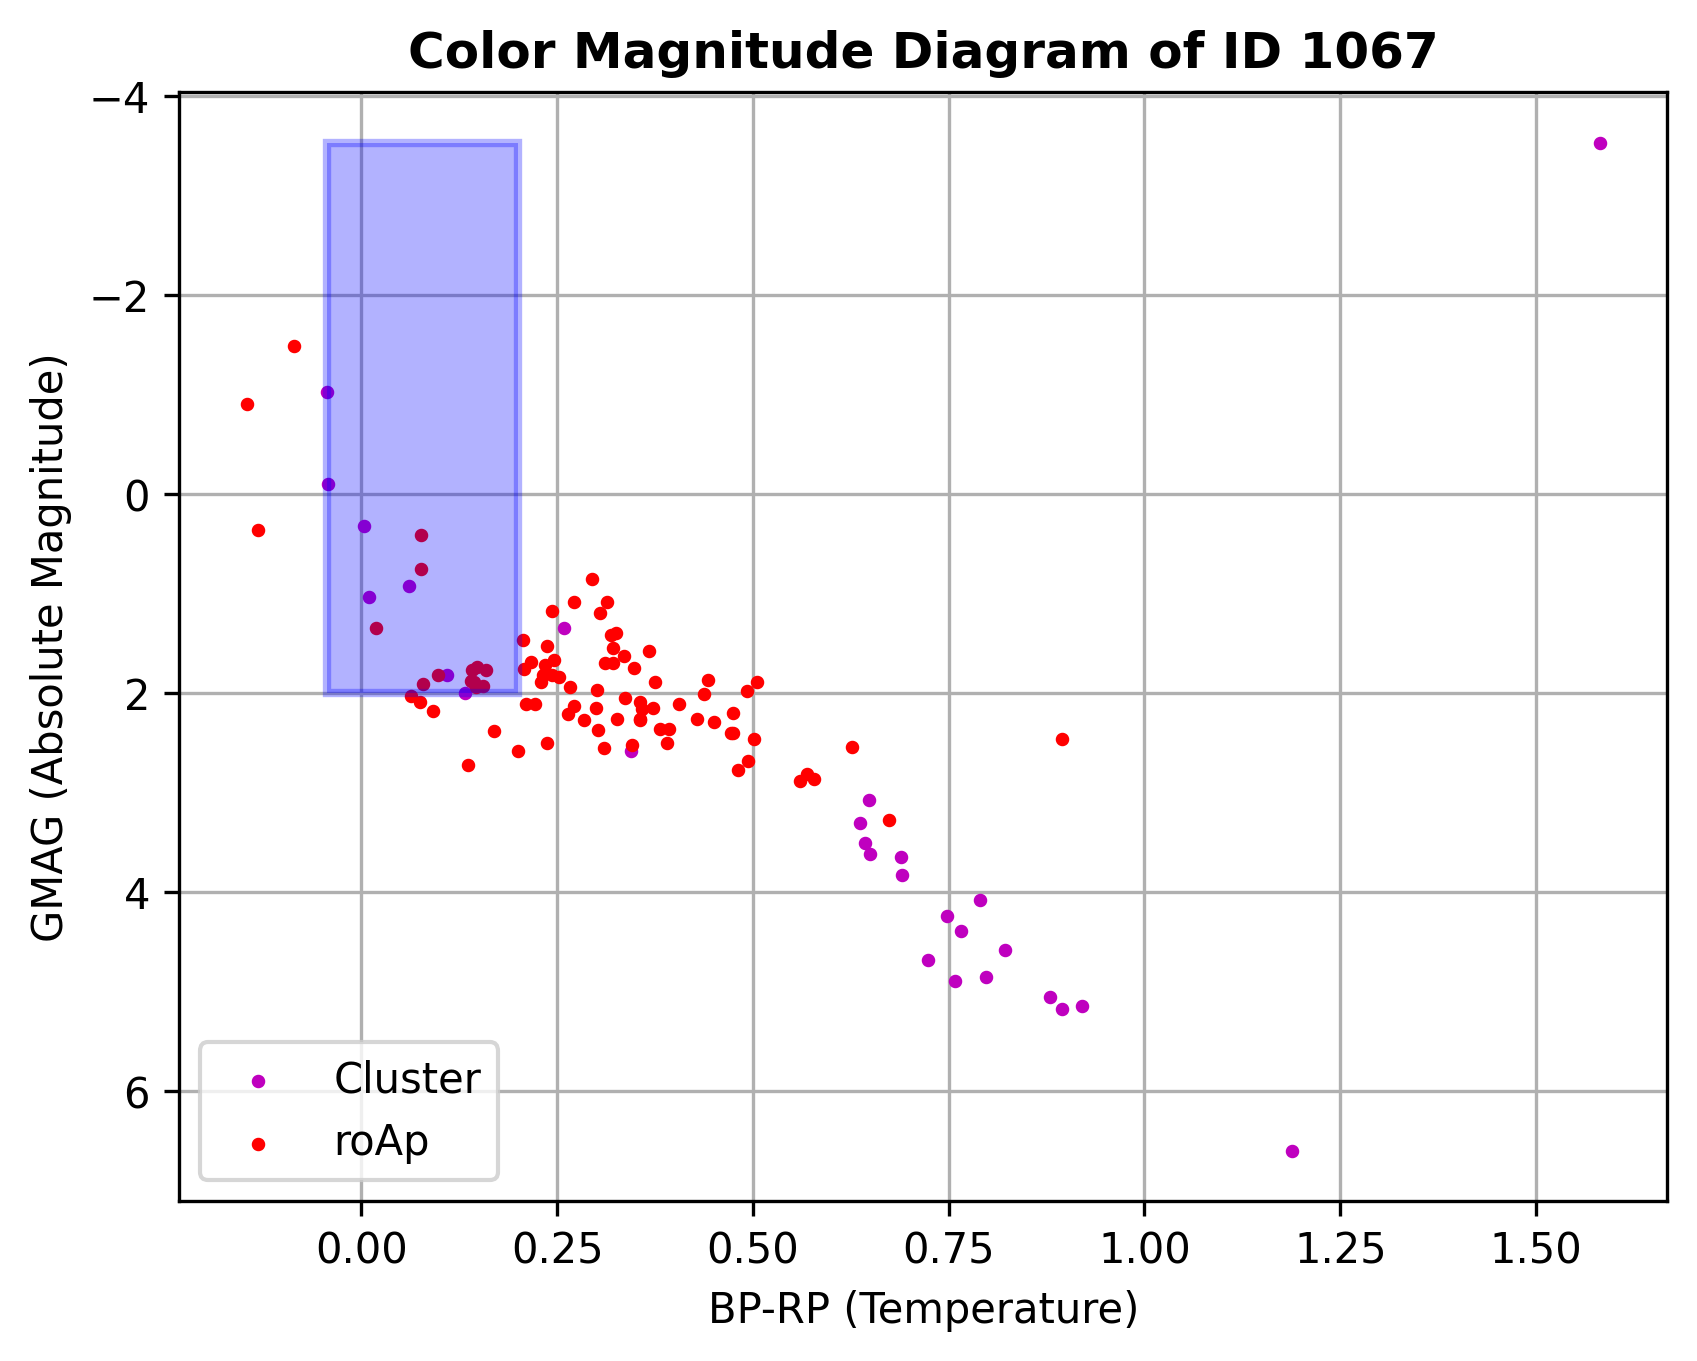 Color Magnitude Diagram of ID 1067
GMAG (Absolute Magnitude)
−4
−2
0
2
4
6
Cluster
roAp
0.00 0.25 0.50 0.75 1.00 1.25 1.50
BP-RP (Temperature)